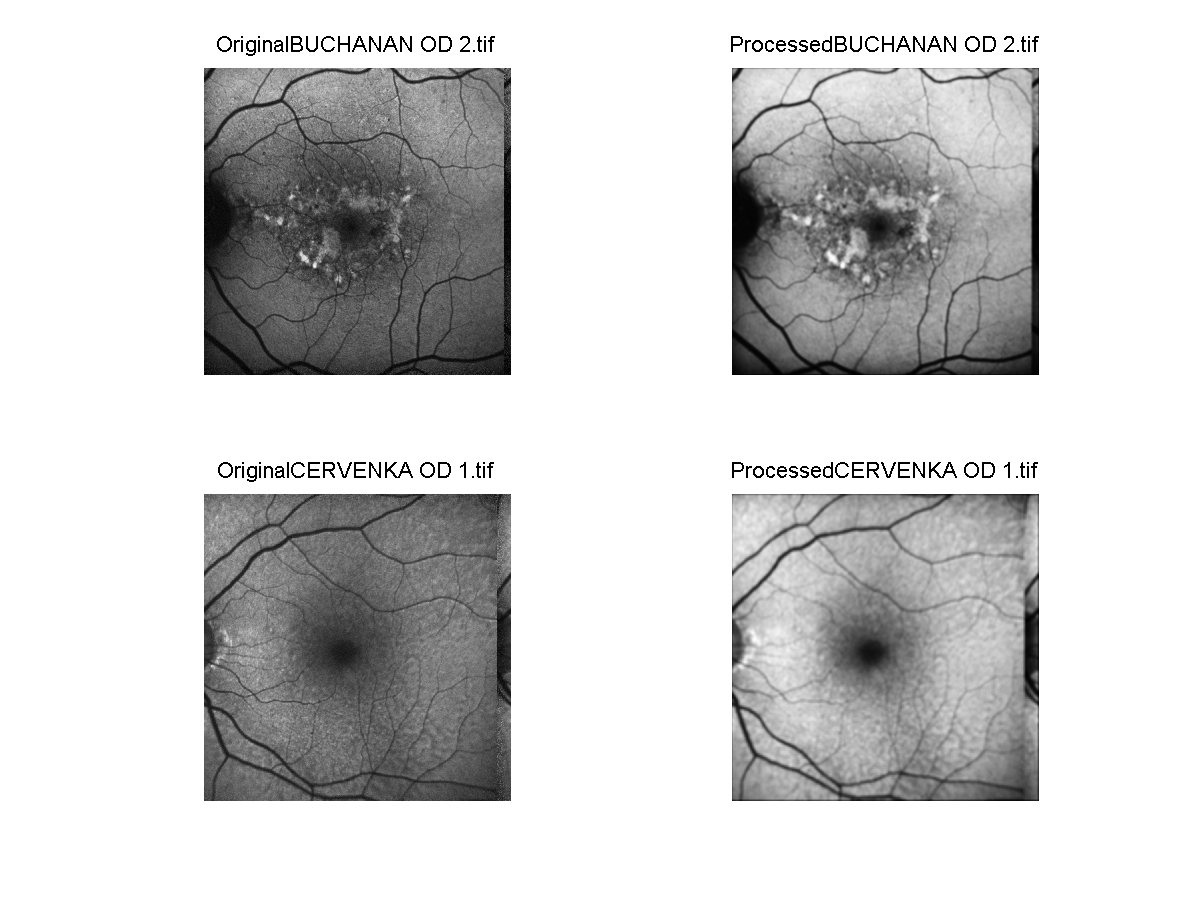 OriginalBUCHANAN OD 2.tif
ProcessedBUCHANAN OD 2.tif
OriginalCERVENKA OD 1.tif
ProcessedCERVENKA OD 1.tif